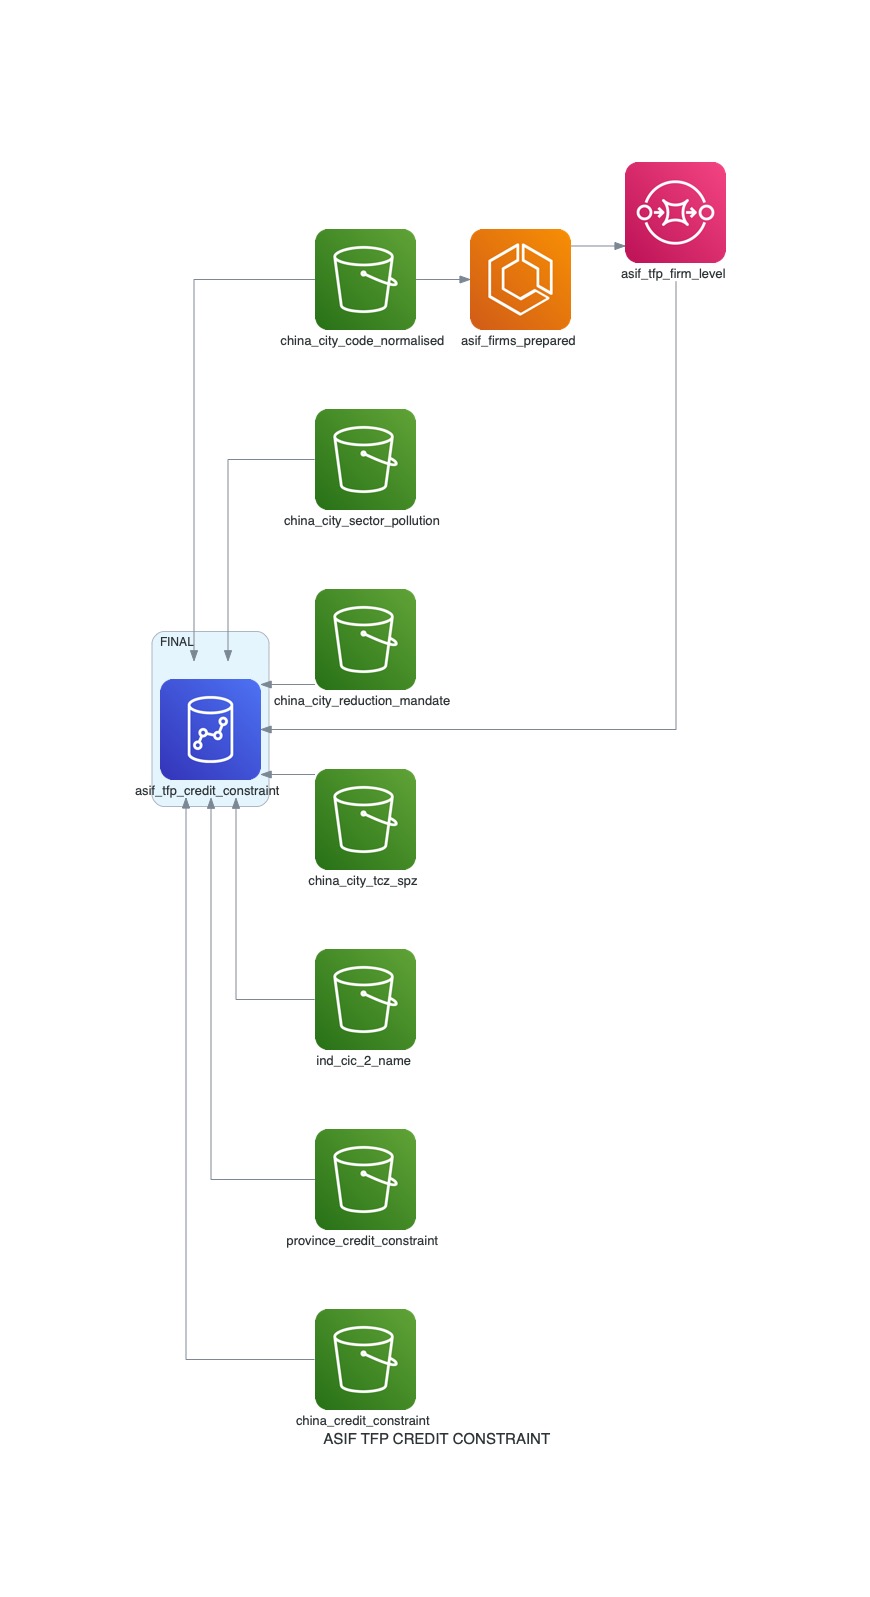 asif_tfp_firm_level
china_city_code_normalised
asif_firms_prepared
china_city_sector_pollution
FINAL
china_city_reduction_mandate
asif_tfp_credit_constraint
china_city_tcz_spz
ind_cic_2_name
province_credit_constraint
china_credit_constraint
ASIF TFP CREDIT CONSTRAINT